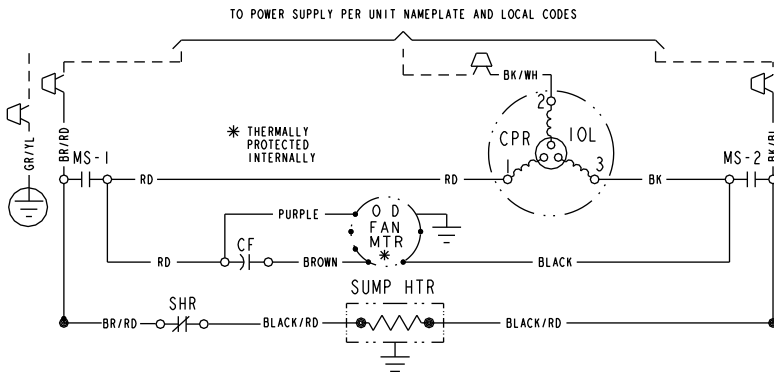 TO POWER SUPPLY PER UNIT NAMEPLATE AND LOCAL CODES
BK/WH
GR/YL
BR/RD
BK/BL
2
CPR
IOL
* THERMALLY
PROTECTED
INTERNALLY
MS-1
RD
RD
1
3
BK
MS-2
PURPLE
O D
FAN
MTR
*
CF
RD
BROWN
BLACK
SUMP HTR
SHR
BR/RD
BLACK/RD
BLACK/RD